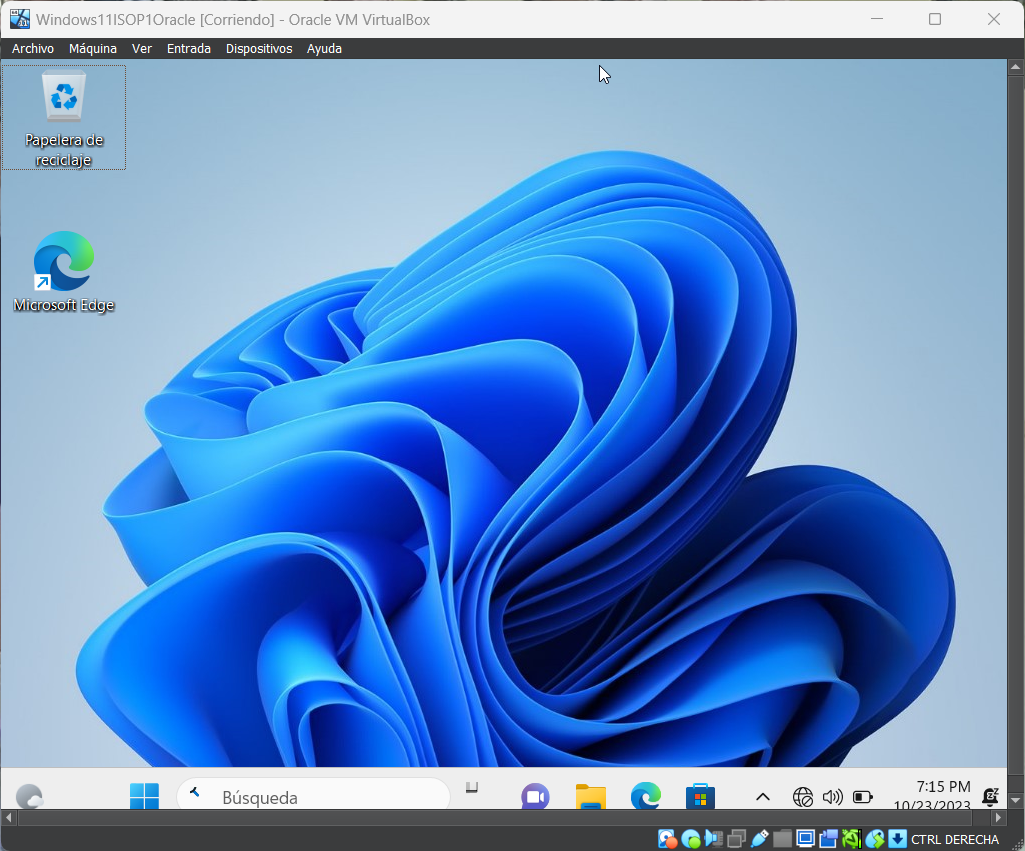 Windows11ISOP1Oracle [Corriendo] - Oracle VM VirtualBox
Archivo Máquina Ver Entrada Dispositivos Ayuda
Papelera de
reciclaje
Microsoft Edge
Búsqueda
7:15 PM
10/23/2023
CTRL DERECHA